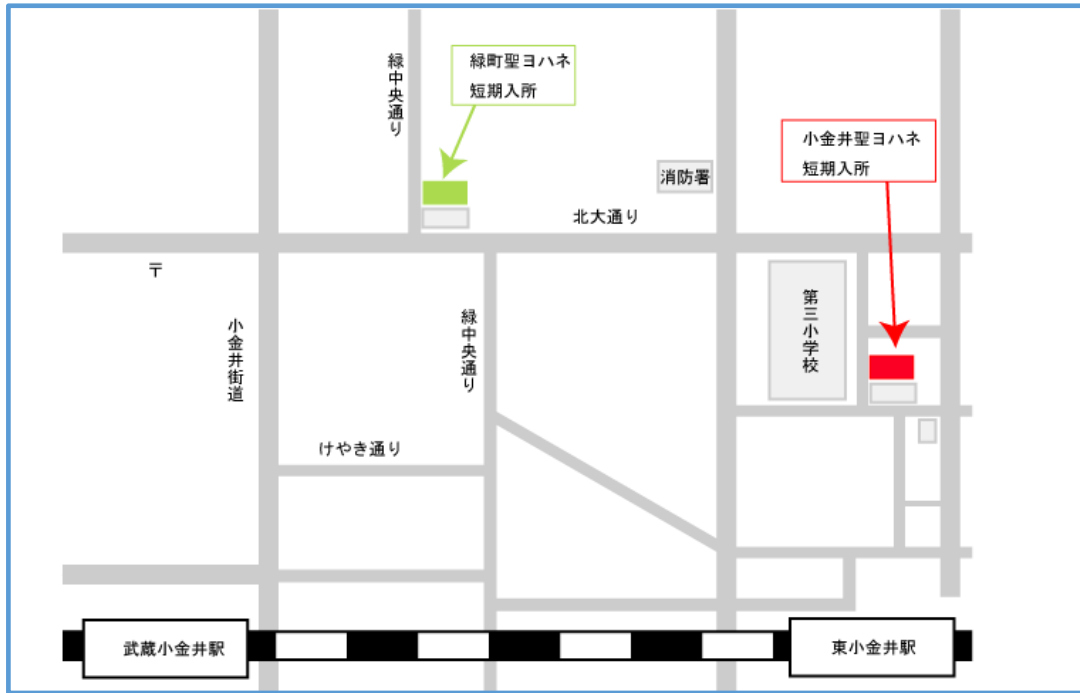 緑中央通り
緑町聖ヨハネ
短期入所
小金井聖ヨハネ
短期入所
消防署
北大通り
〒
小金井街道
緑中央通り
第三小学校
けやき通り
武蔵小金井駅
東小金井駅